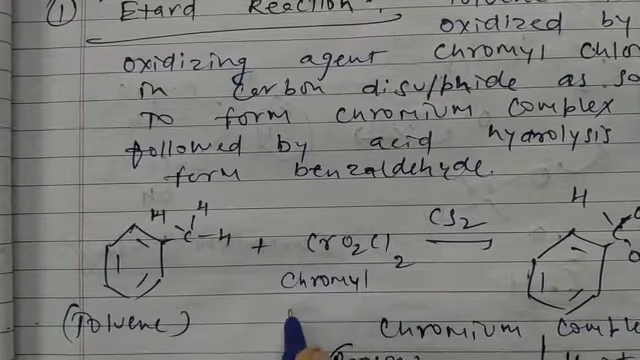 ① Etard Reaction :
oxidized by
oxidizing agent chromyl chlo
in Carbon disulphide as so
To form chromium complex
followed by acid hydrolysis
form benzaldehyde.
H H C-H + CrO2Cl2 CS2 H C
Chromyl
(Toluene) chromium comple